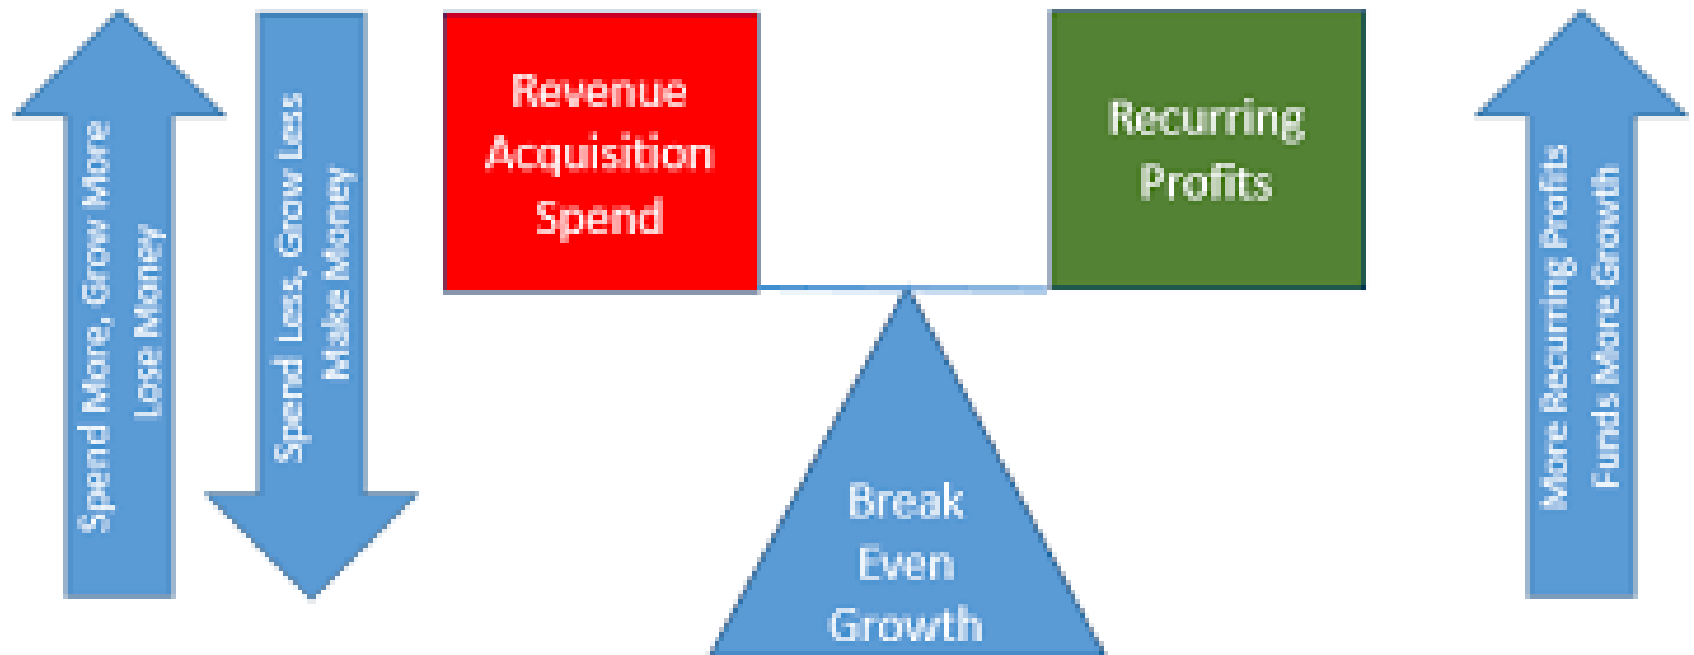 Spend More, Grow More
Lose Money
Spend Less, Grow Less
Make Money
Revenue
Acquisition
Spend
Recurring
Profits
Break
Even
Growth
More Recurring Profits
Funds More Growth